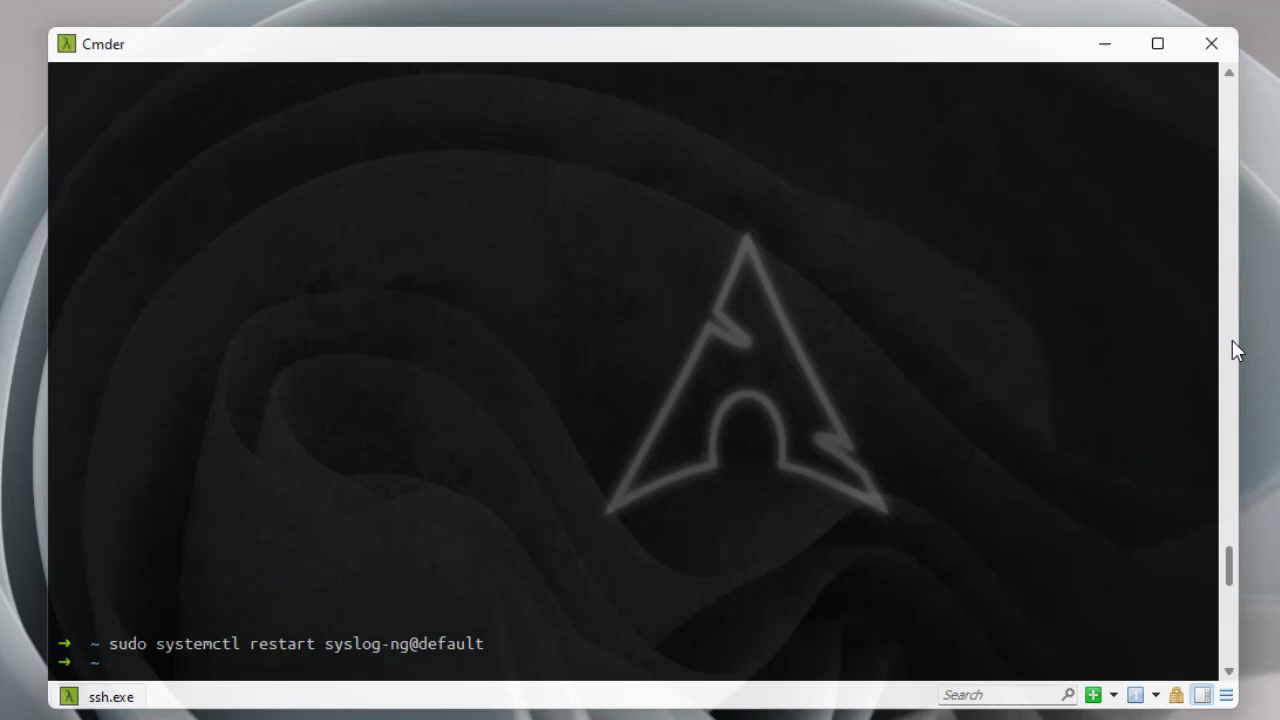 Cmder
➜ ~ sudo systemctl restart syslog-ng@default
➜ ~
ssh.exe
Search